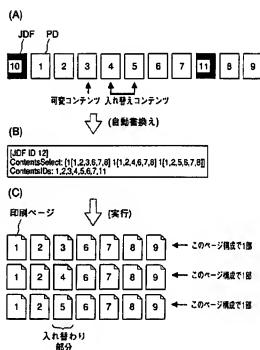 (A)
JDF PD
10 1 2 3 4 5 6 7 11 8 9
可変コンテンツ 入れ替えコンテンツ
(自動書換え)
(B)
[JDF ID 12]
ContentsSelect: [1[1,2,3,6,7,8] 1[1,2,4,6,7,8] 1[1,2,5,6,7,8]]
ContentsIDs: 1,2,3,4,5,6,7,11
(C)
(実行)
印刷ページ
1 2 3 6 7 8 9 このページ構成で1部
1 2 4 6 7 8 9 このページ構成で1部
1 2 5 6 7 8 9 このページ構成で1部
入れ替わり
部分